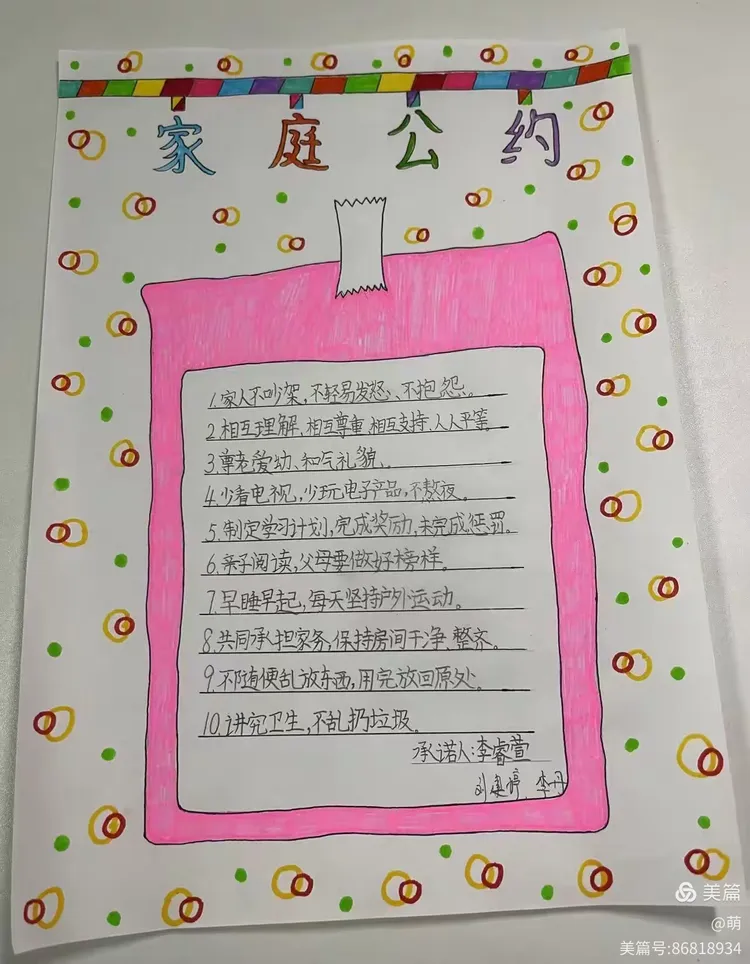 家庭公约
1.家人不吵架,不轻易发怒、不抱怨。
2.相互理解,相互尊重,相互支持,人人平等。
3.尊老爱幼、和气礼貌、
4.少看电视,少玩电子产品,不熬夜。
5.制定学习计划,完成奖励,未完成惩罚。
6.亲子阅读,父母要做好榜样。
7.早睡早起,每天坚持户外运动。
8.共同承担家务,保持房间干净、整齐。
9.不随便乱放东西,用完放回原处。
10.讲究卫生,不乱扔垃圾。
承诺人:李睿萱
婷、李丹
美篇
@萌
美篇号:86818934